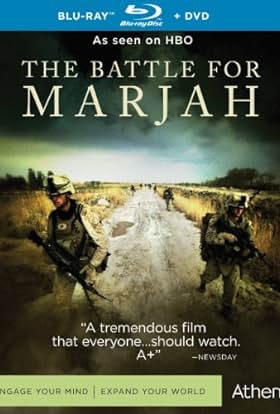 BLU-RAY™ Blu-ray Disc + DVD
As seen on HBO
THE BATTLE FOR
MARJAH
"A tremendous film
that everyone...should watch.
A+" —NEWSDAY
NGAGE YOUR MIND | EXPAND YOUR WORLD
Athen